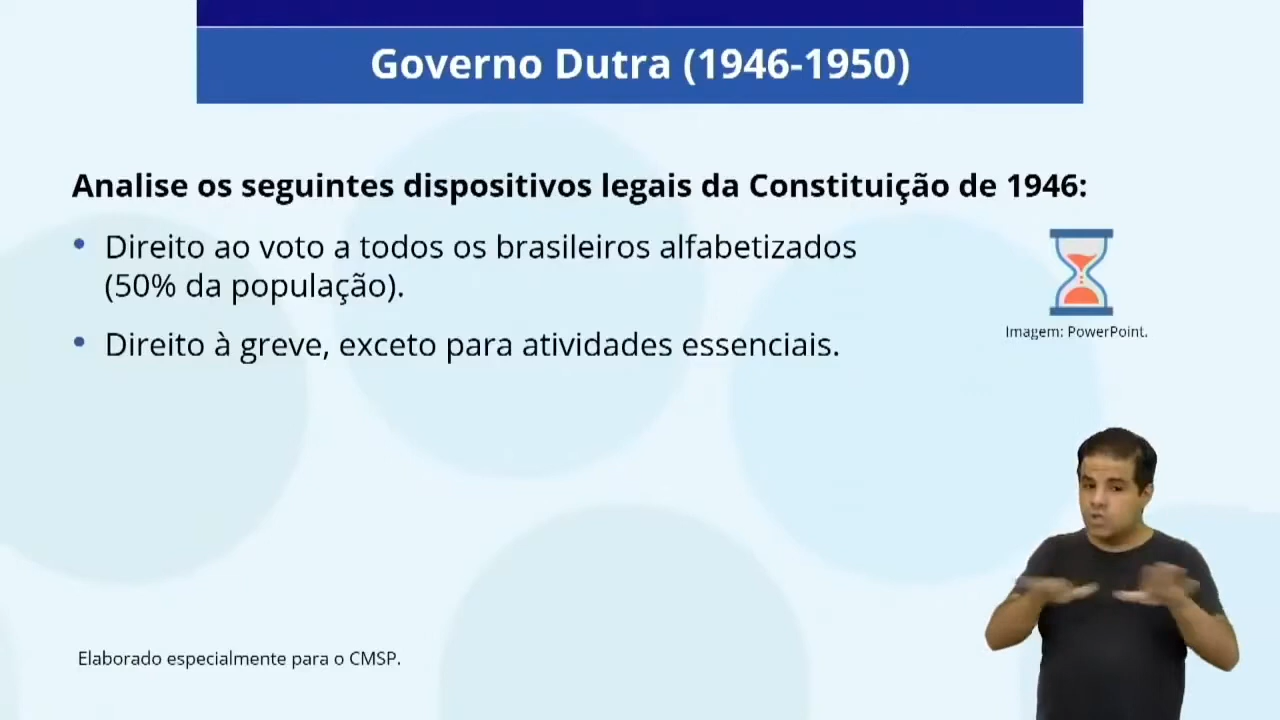 Governo Dutra (1946-1950)
Analise os seguintes dispositivos legais da Constituição de 1946:
• Direito ao voto a todos os brasileiros alfabetizados
(50% da população).
• Direito à greve, exceto para atividades essenciais.
Imagem: PowerPoint.
Elaborado especialmente para o CMSP.